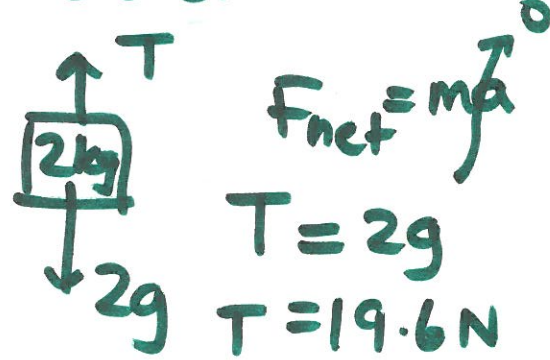 T
2kg
2g
Fnet = ma 0
T = 2g
T = 19.6N